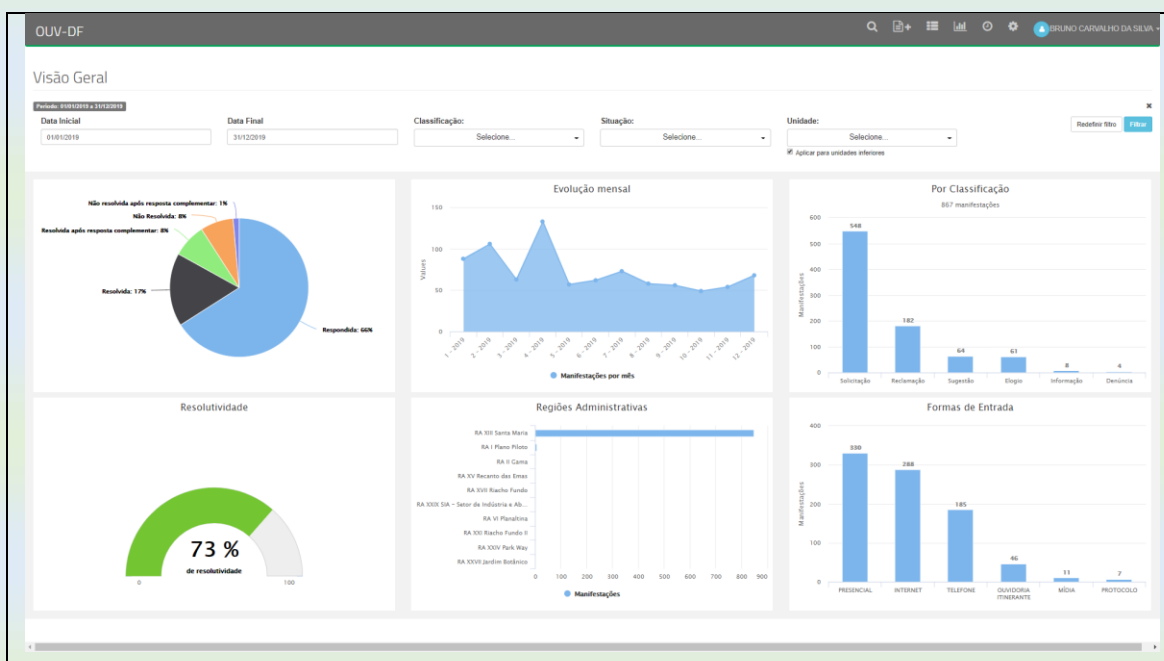 OUV-DF
BRUNO CARVALHO DA SILVA
Visão Geral
Período: 01/01/2019 a 31/12/2019
Data Inicial
Data Final
Classificação:
Situação:
Unidade:
01/01/2019
31/12/2019
Selecione...
Selecione...
Selecione...
Redefinir filtro
Filtrar
Aplicar para unidades inferiores
Não resolvida após resposta complementar: 1%
Não Resolvida: 8%
Resolvida após resposta complementar: 8%
Resolvida: 17%
Respondida: 66%
Evolução mensal
Values
150
100
50
0
1 - 2019
2 - 2019
3 - 2019
4 - 2019
5 - 2019
6 - 2019
7 - 2019
8 - 2019
9 - 2019
10 - 2019
11 - 2019
12 - 2019
Manifestações por mês
Por Classificação
867 manifestações
Manifestações
600
500
400
300
200
100
0
548
182
64
61
8
4
Solicitação
Reclamação
Sugestão
Elogio
Informação
Denúncia
Resolutividade
73 %
de resolutividade
0
100
Regiões Administrativas
RA XIII Santa Maria
RA I Plano Piloto
RA II Gama
RA XV Recanto das Emas
RA XVII Riacho Fundo
RA XXIX SIA - Setor de Indústria e Ab...
RA VI Planaltina
RA XXI Riacho Fundo II
RA XXIV Park Way
RA XXVII Jardim Botânico
0 100 200 300 400 500 600 700 800 900
Manifestações
Formas de Entrada
Manifestações
400
300
200
100
0
330
288
185
46
11
7
PRESENCIAL
INTERNET
TELEFONE
OUVIDORIA
ITINERANTE
MÍDIA
PROTOCOLO